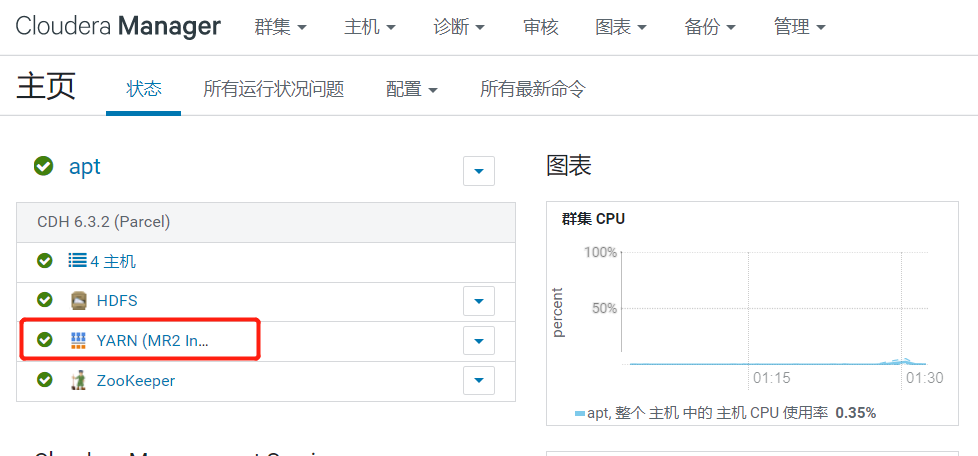 Cloudera Manager 群集 主机 诊断 审核 图表 备份 管理
主页 状态 所有运行状况问题 配置 所有最新命令
apt
CDH 6.3.2 (Parcel)
4 主机
HDFS
YARN (MR2 In...
ZooKeeper
图表
群集 CPU
percent
100%
50%
01:15 01:30
apt, 整个 主机 中的 主机 CPU 使用率 0.35%